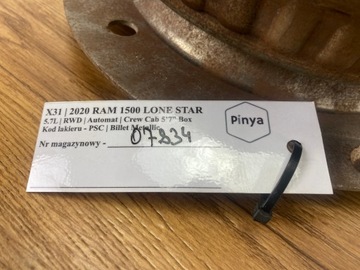 X31 | 2020 RAM 1500 LONE STAR
5.7L | RWD | Automat | Crew Cab 5'7" Box
Kod lakieru - PSC | Billet Metallic
Nr magazynowy - 07834
Pinya